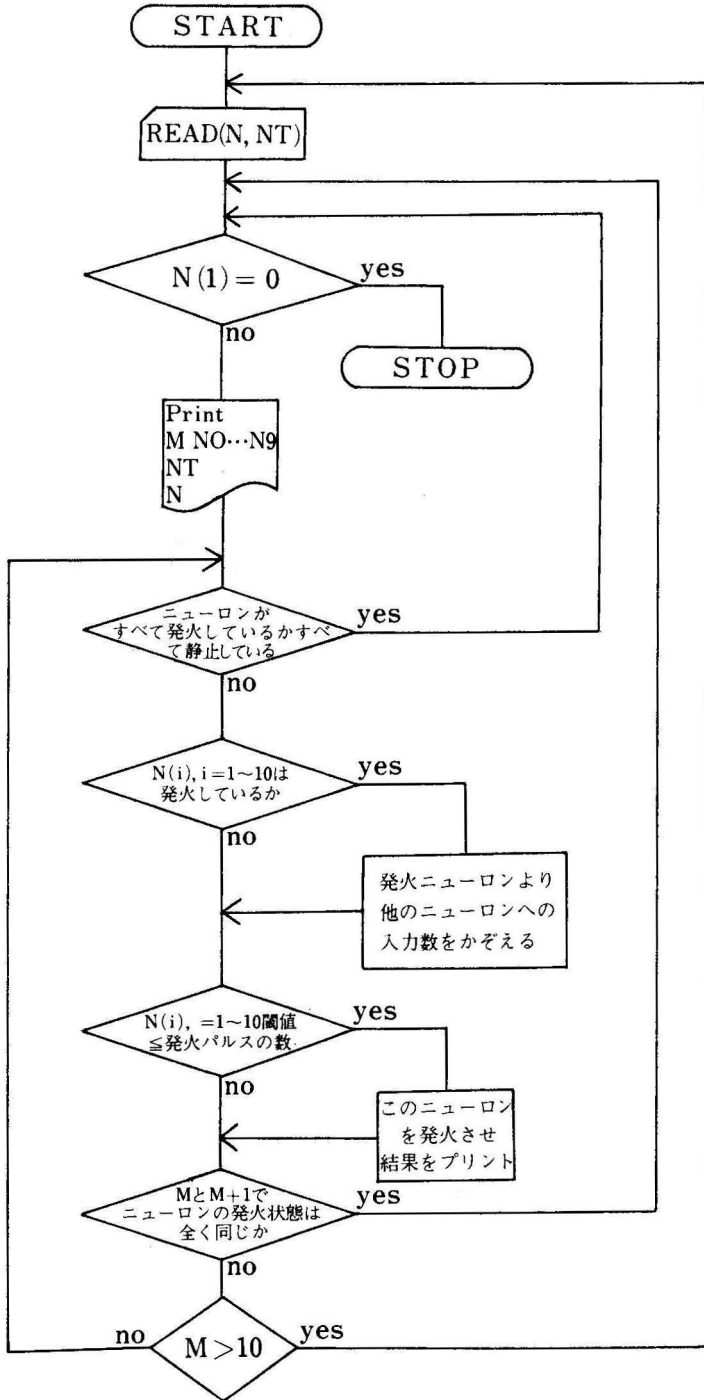 START
READ(N, NT)
N(1) = 0
yes
no
STOP
Print
M NO…N9
NT
N
ニューロンが
すべて発火しているかすべ
て静止している
yes
no
N(i), i=1~10は
発火しているか
yes
no
発火ニューロンより
他のニューロンへの
入力数をかぞえる
N(i), =1~10閾値
≦発火パルスの数
yes
no
このニューロン
を発火させ
結果をプリント
MとM+1で
ニューロンの発火状態は
全く同じか
yes
no
no
M>10
yes